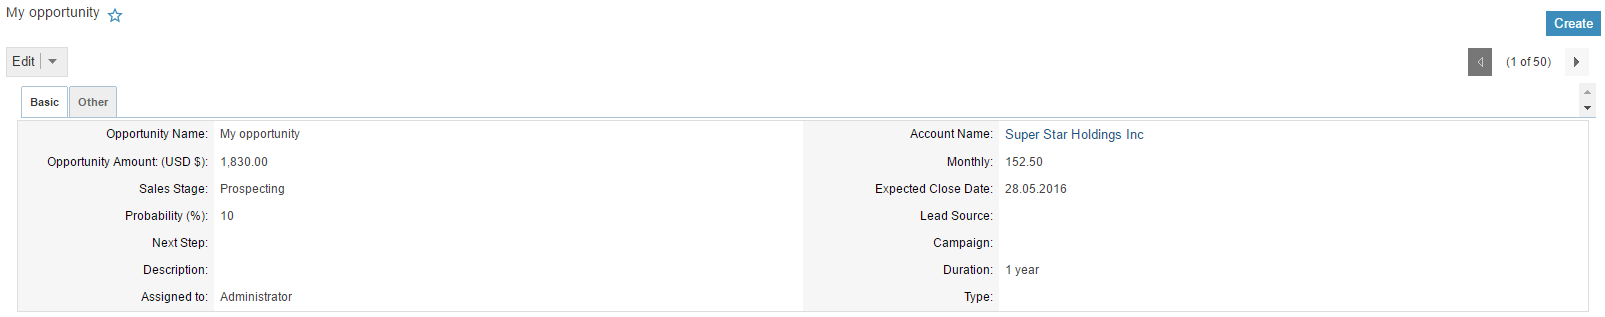 My opportunity
Create
Edit
(1 of 50)
Basic Other
Opportunity Name: My opportunity Account Name: Super Star Holdings Inc
Opportunity Amount: (USD $): 1,830.00 Monthly: 152.50
Sales Stage: Prospecting Expected Close Date: 28.05.2016
Probability (%): 10 Lead Source:
Next Step: Campaign:
Description: Duration: 1 year
Assigned to: Administrator Type: